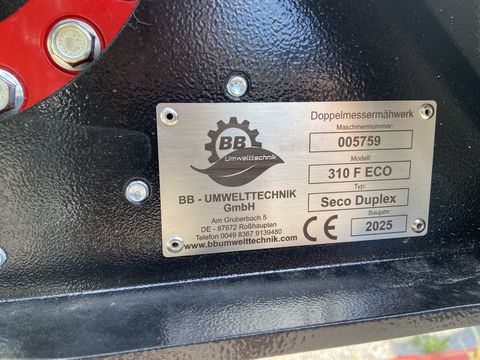 BB
Umwelttechnik
BB - UMWELTTECHNIK
GmbH
Am Gruberbach 5
DE - 87672 Roßhaupten
Telefon 0049 8367 9139480
www.bbumwelttechnik.com
Doppelmessermähwerk
Maschinennummer:
005759
Modell:
310 F ECO
Typ:
Seco Duplex
Baujahr:
CE 2025